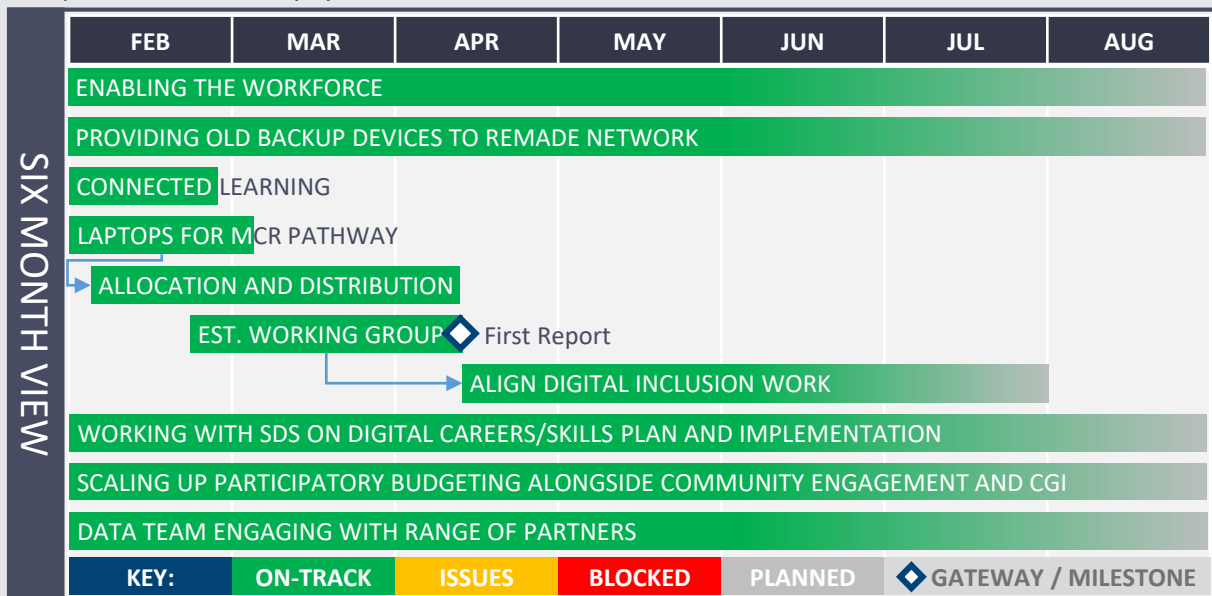 FEB MAR APR MAY JUN JUL AUG
SIX MONTH VIEW
ENABLING THE WORKFORCE
PROVIDING OLD BACKUP DEVICES TO REMADE NETWORK
CONNECTED LEARNING
LAPTOPS FOR MCR PATHWAY
ALLOCATION AND DISTRIBUTION
EST. WORKING GROUP First Report
ALIGN DIGITAL INCLUSION WORK
WORKING WITH SDS ON DIGITAL CAREERS/SKILLS PLAN AND IMPLEMENTATION
SCALING UP PARTICIPATORY BUDGETING ALONGSIDE COMMUNITY ENGAGEMENT AND CGI
DATA TEAM ENGAGING WITH RANGE OF PARTNERS
KEY: ON-TRACK ISSUES BLOCKED PLANNED GATEWAY / MILESTONE